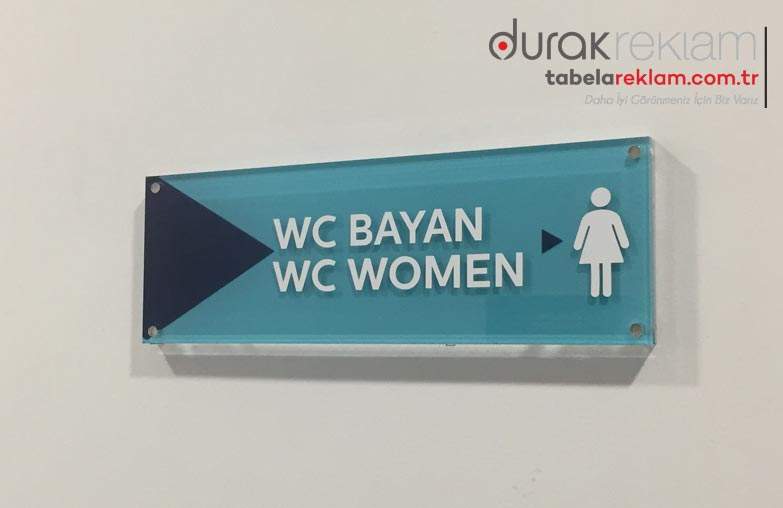 durakreklam
tabelareklam.com.tr
Daha İyi Görünmeniz İçin Biz Varız
WC BAYAN
WC WOMEN